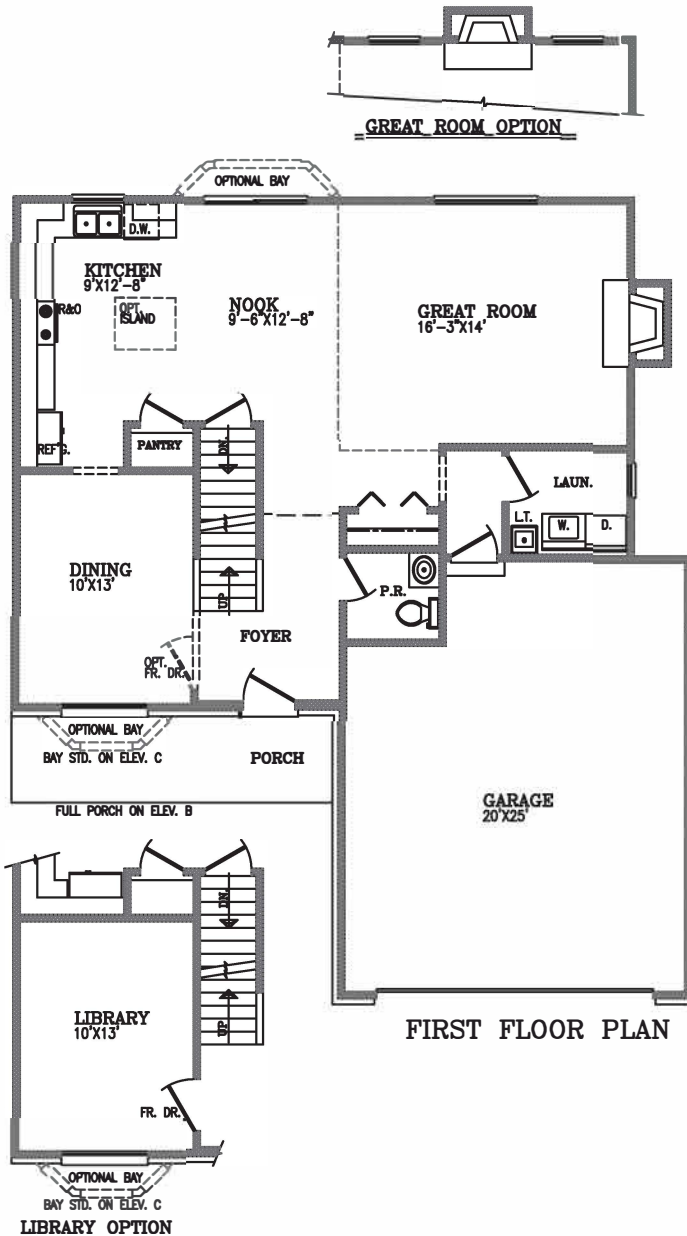 GREAT ROOM OPTION
OPTIONAL BAY
D.W.
KITCHEN
9'X12'-8"
R&O
OPT.
ISLAND
NOOK
9'-6"X12'-8"
GREAT ROOM
16'-3"X14'
REF'G.
PANTRY
DN.
LAUN.
L.T.
W.
D.
DINING
10'X13'
UP
P.R.
FOYER
OPT.
FR. DR.
OPTIONAL BAY
BAY STD. ON ELEV. C
PORCH
FULL PORCH ON ELEV. B
GARAGE
20'X25'
DN.
LIBRARY
10'X13'
UP
FIRST FLOOR PLAN
FR. DR.
OPTIONAL BAY
BAY STD. ON ELEV. C
LIBRARY OPTION